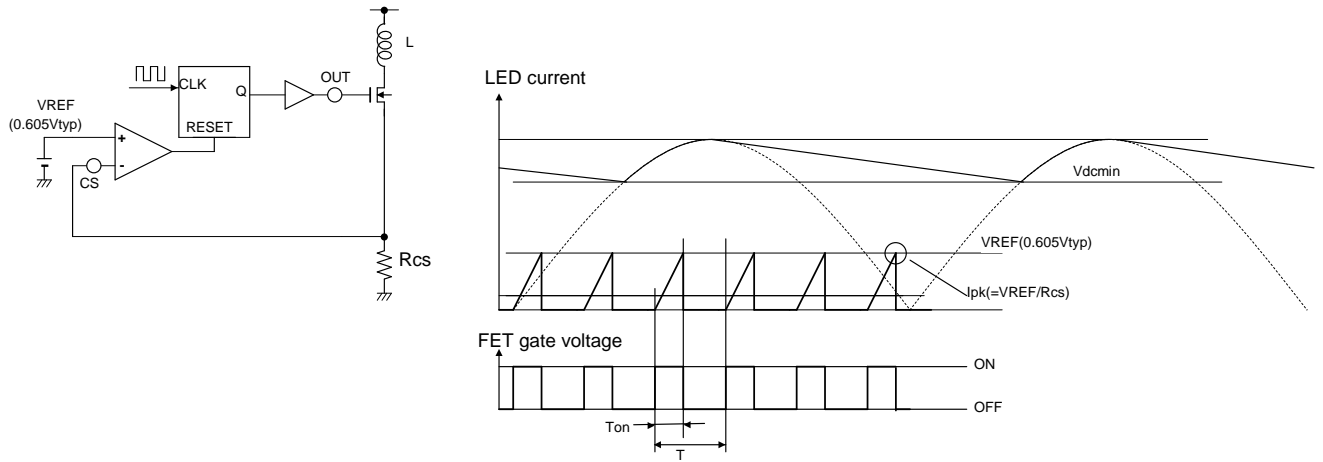 L
OUT
CLK
Q
VREF
(0.605Vtyp)
RESET
+
-
CS
Rcs
LED current
Vdcmin
VREF(0.605Vtyp)
Ipk(=VREF/Rcs)
FET gate voltage
ON
OFF
Ton
T